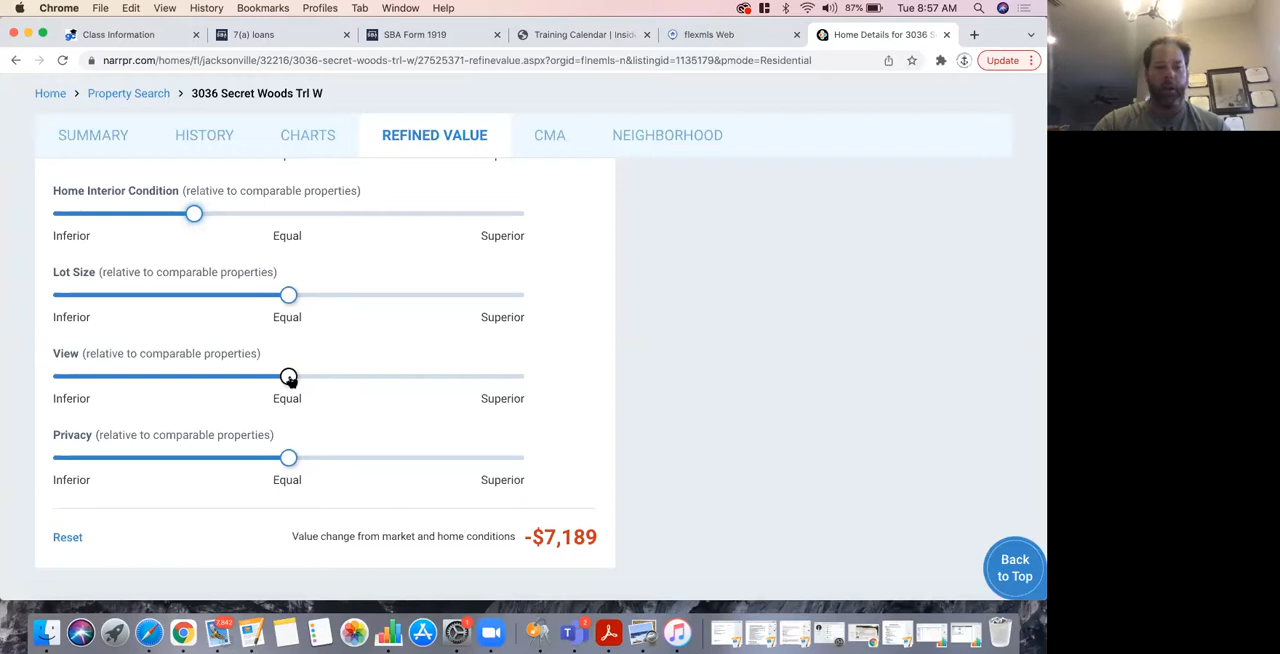 Chrome File Edit View History Bookmarks Profiles Tab Window Help 87% Tue 8:57 AM
Class Information 7(a) loans SBA Form 1919 Training Calendar | Insid flexmls Web Home Details for 3036 S
narrpr.com/homes/fl/jacksonville/32216/3036-secret-woods-trl-w/27525371-refinevalue.aspx?orgid=flnemls-n&listingid=1135179&pmode=Residential Update
Home > Property Search > 3036 Secret Woods Trl W
SUMMARY HISTORY CHARTS REFINED VALUE CMA NEIGHBORHOOD
Home Interior Condition (relative to comparable properties)
Inferior Equal Superior
Lot Size (relative to comparable properties)
Inferior Equal Superior
View (relative to comparable properties)
Inferior Equal Superior
Privacy (relative to comparable properties)
Inferior Equal Superior
Reset Value change from market and home conditions -$7,189
Back
to Top
7,842 1 2